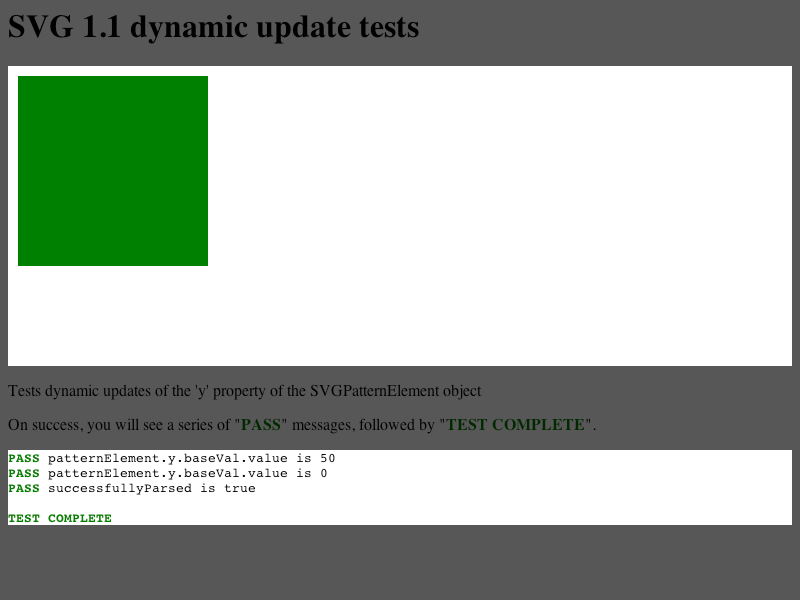 SVG 1.1 dynamic update tests
Tests dynamic updates of the 'y' property of the SVGPatternElement object
On success, you will see a series of "PASS" messages, followed by "TEST COMPLETE".
PASS patternElement.y.baseVal.value is 50
PASS patternElement.y.baseVal.value is 0
PASS successfullyParsed is true
TEST COMPLETE